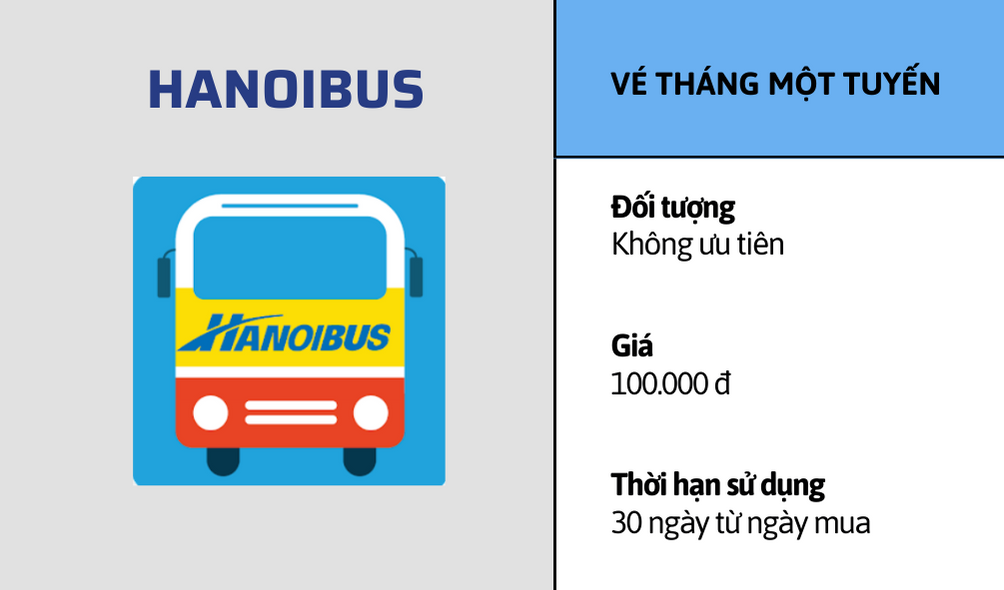 HANOIBUS
HANOIBUS
VÉ THÁNG MỘT TUYẾN
Đối tượng
Không ưu tiên
Giá
100.000 đ
Thời hạn sử dụng
30 ngày từ ngày mua